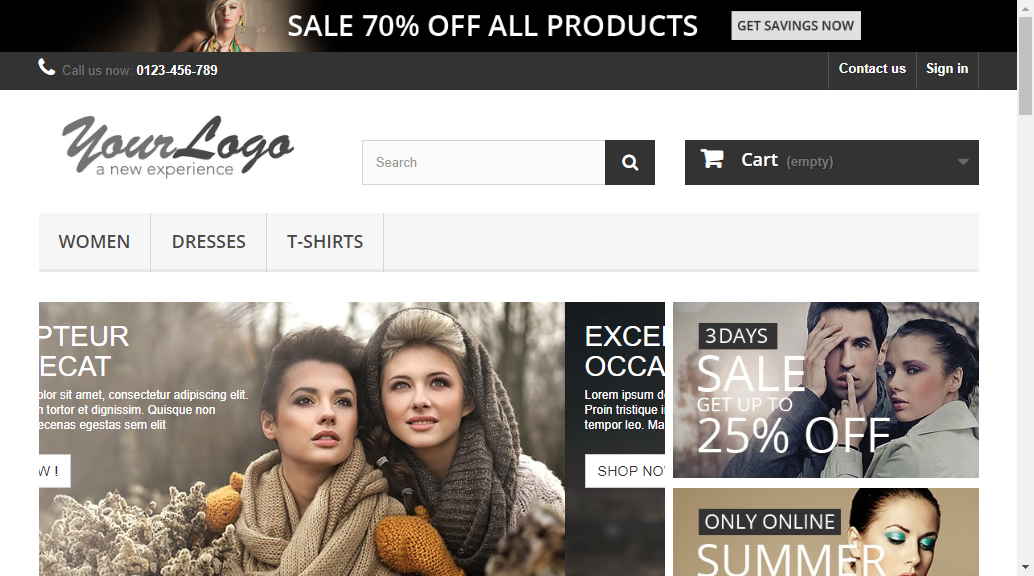 SALE 70% OFF ALL PRODUCTS
GET SAVINGS NOW
Call us now: 0123-456-789
Contact us
Sign in
YourLogo
a new experience
Search
Cart (empty)
WOMEN
DRESSES
T-SHIRTS
PTEUR
ECAT
olor sit amet, consectetur adipiscing elit.
n tortor et dignissim. Quisque non
ecenas egestas sem elit
W !
EXCE
OCCA
Lorem ipsum d
Proin tristique i
tempor leo. Ma
SHOP NO
3 DAYS
SALE
GET UP TO
25% OFF
ONLY ONLINE
SUMMER